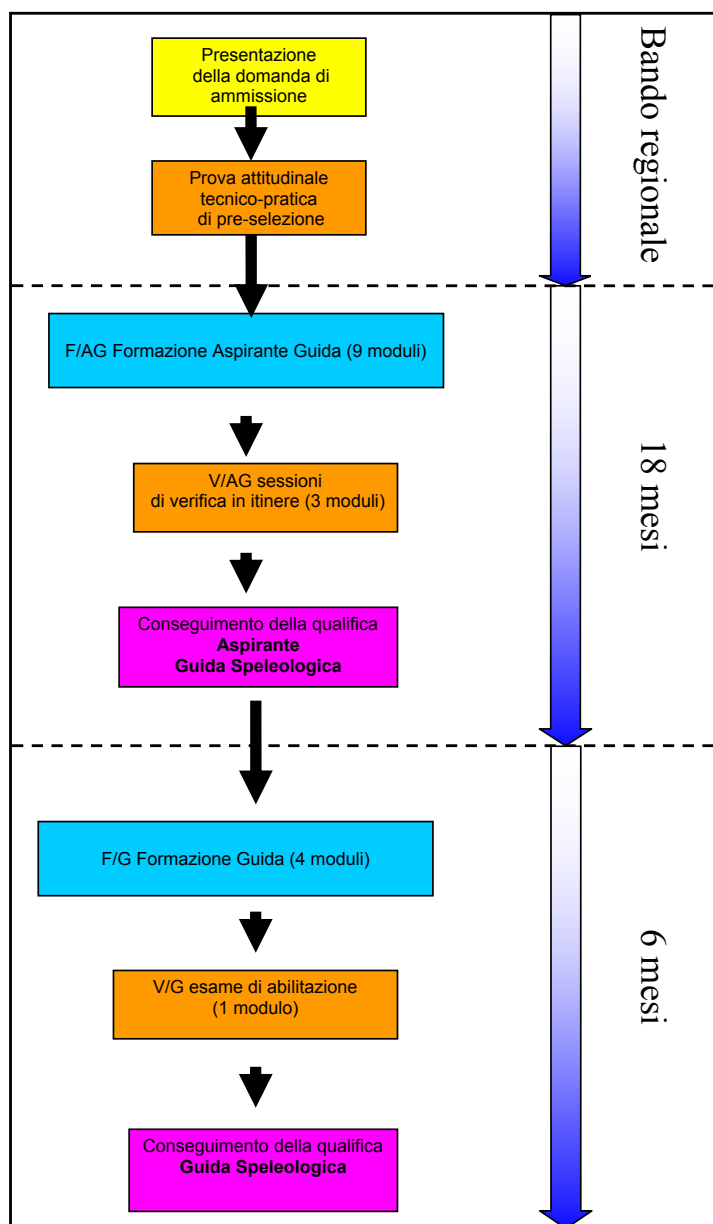 Presentazione
della domanda di
ammissione
Prova attitudinale
tecnico-pratica
di pre-selezione
Bando regionale
F/AG Formazione Aspirante Guida (9 moduli)
V/AG sessioni
di verifica in itinere (3 moduli)
Conseguimento della qualifica
Aspirante
Guida Speleologica
18 mesi
F/G Formazione Guida (4 moduli)
V/G esame di abilitazione
(1 modulo)
Conseguimento della qualifica
Guida Speleologica
6 mesi